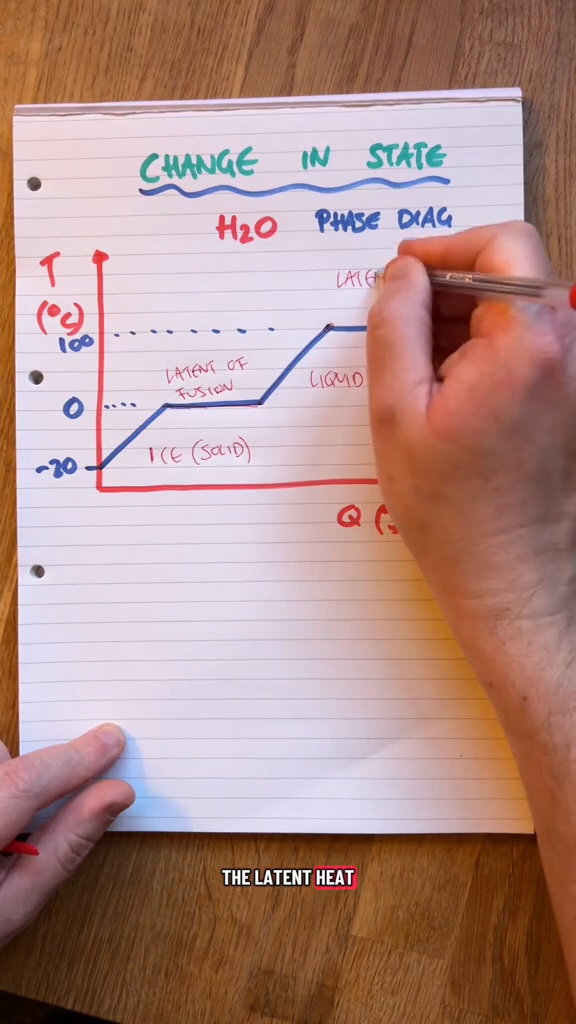 CHANGE IN STATE
H2O PHASE DIAG
T
(°C)
100
LATENT OF
FUSION
LIQUID
0
ICE (SOLID)
-20
Q
THE LATENT HEAT